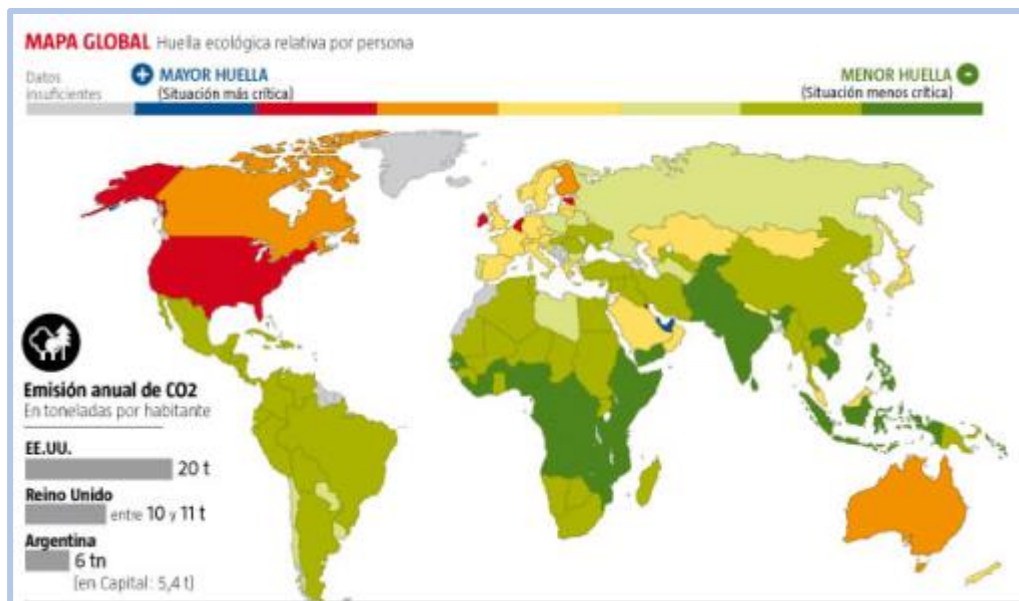 MAPA GLOBAL Huella ecológica relativa por persona
Datos insuficientes
MAYOR HUELLA
(Situación más crítica)
MENOR HUELLA
(Situación menos crítica)
Emisión anual de CO2
En toneladas por habitante
EE.UU.
20 t
Reino Unido
entre 10 y 11 t
Argentina
6 tn
(en Capital: 5,4 t)